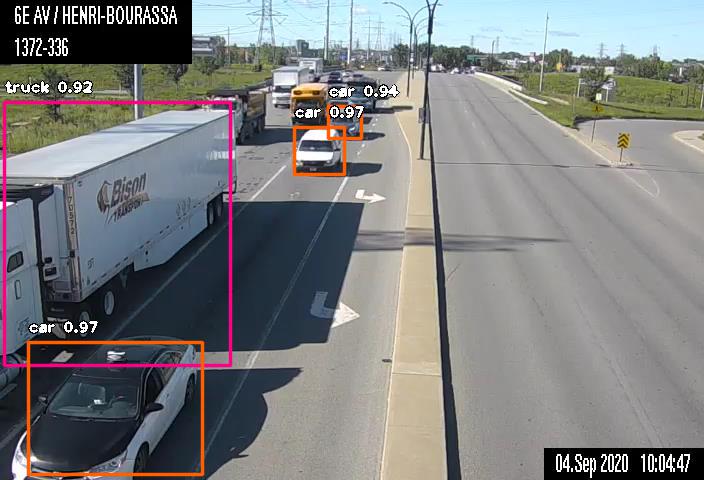 6E AV / HENRI-BOURASSA
1372-336
truck 0.92
car 0.94
car 0.97
Bison
TRANSPORT
70572
car 0.97
04.Sep 2020 10:04:47